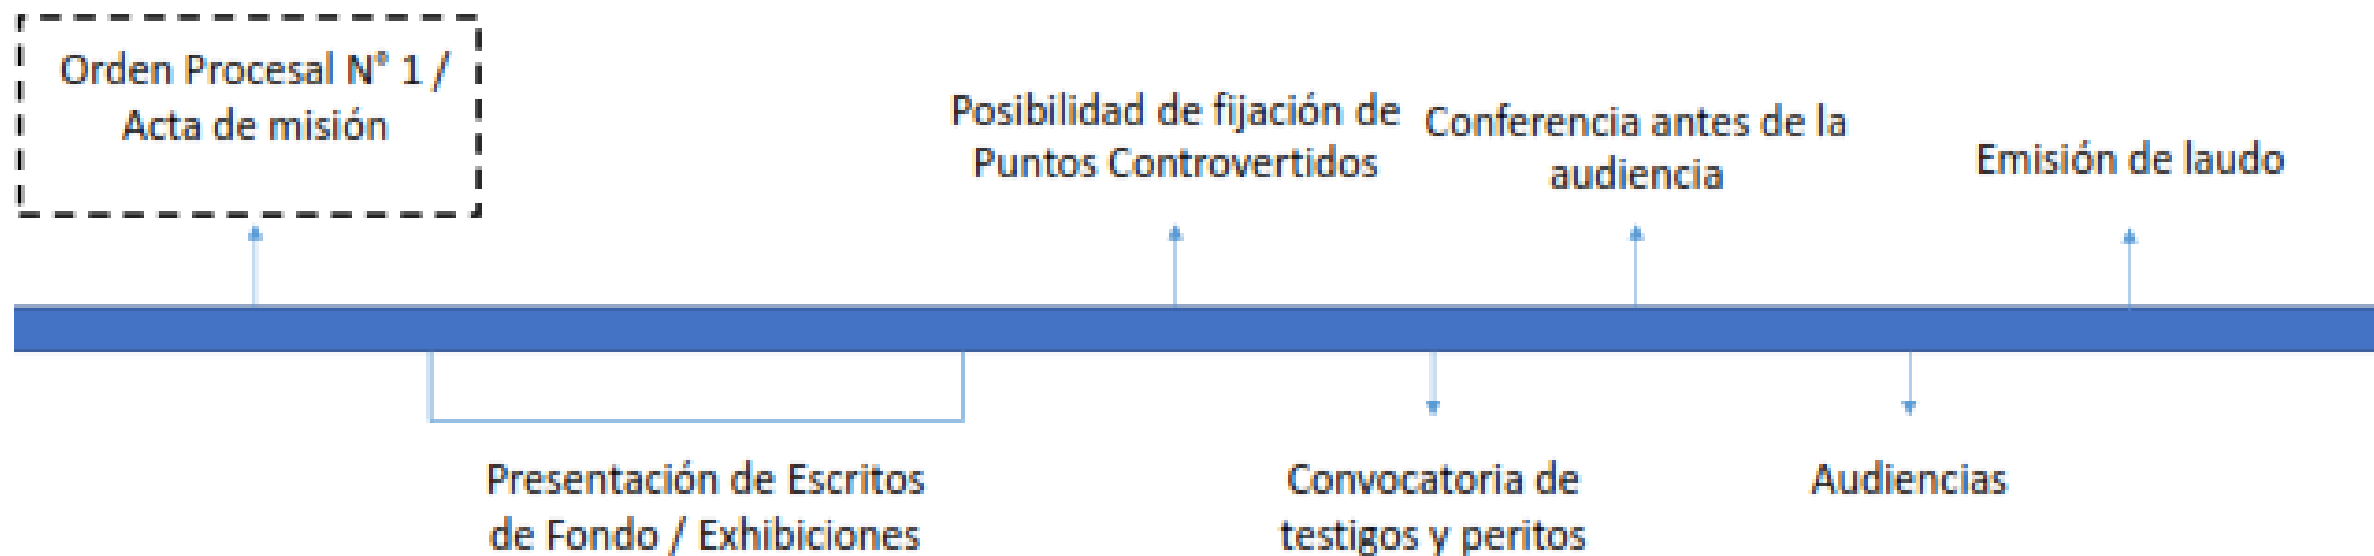 Orden Procesal N° 1 /
Acta de misión
Posibilidad de fijación de
Puntos Controvertidos
Conferencia antes de la
audiencia
Emisión de laudo
Presentación de Escritos
de Fondo / Exhibiciones
Convocatoria de
testigos y peritos
Audiencias